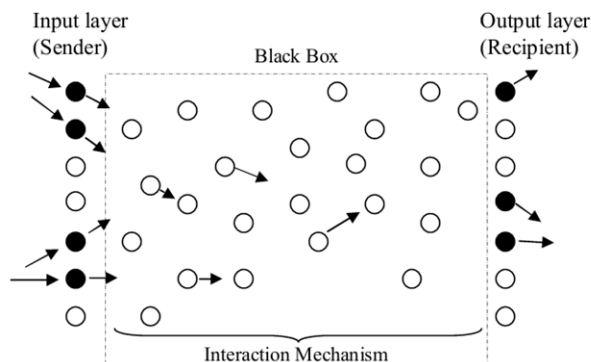 Input layer
(Sender)
Output layer
(Recipient)
Black Box
Interaction Mechanism